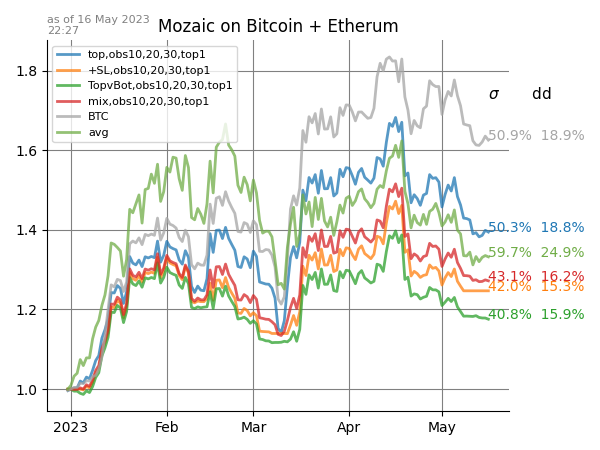 as of 16 May 2023
22:27
Mozaic on Bitcoin + Etherum
top,obs10,20,30,top1
+SL,obs10,20,30,top1
TopvBot,obs10,20,30,top1
mix,obs10,20,30,top1
BTC
avg
σ dd
50.9% 18.9%
50.3% 18.8%
59.7% 24.9%
43.1% 16.2%
42.0% 15.3%
40.8% 15.9%
1.8
1.6
1.4
1.2
1.0
2023 Feb Mar Apr May